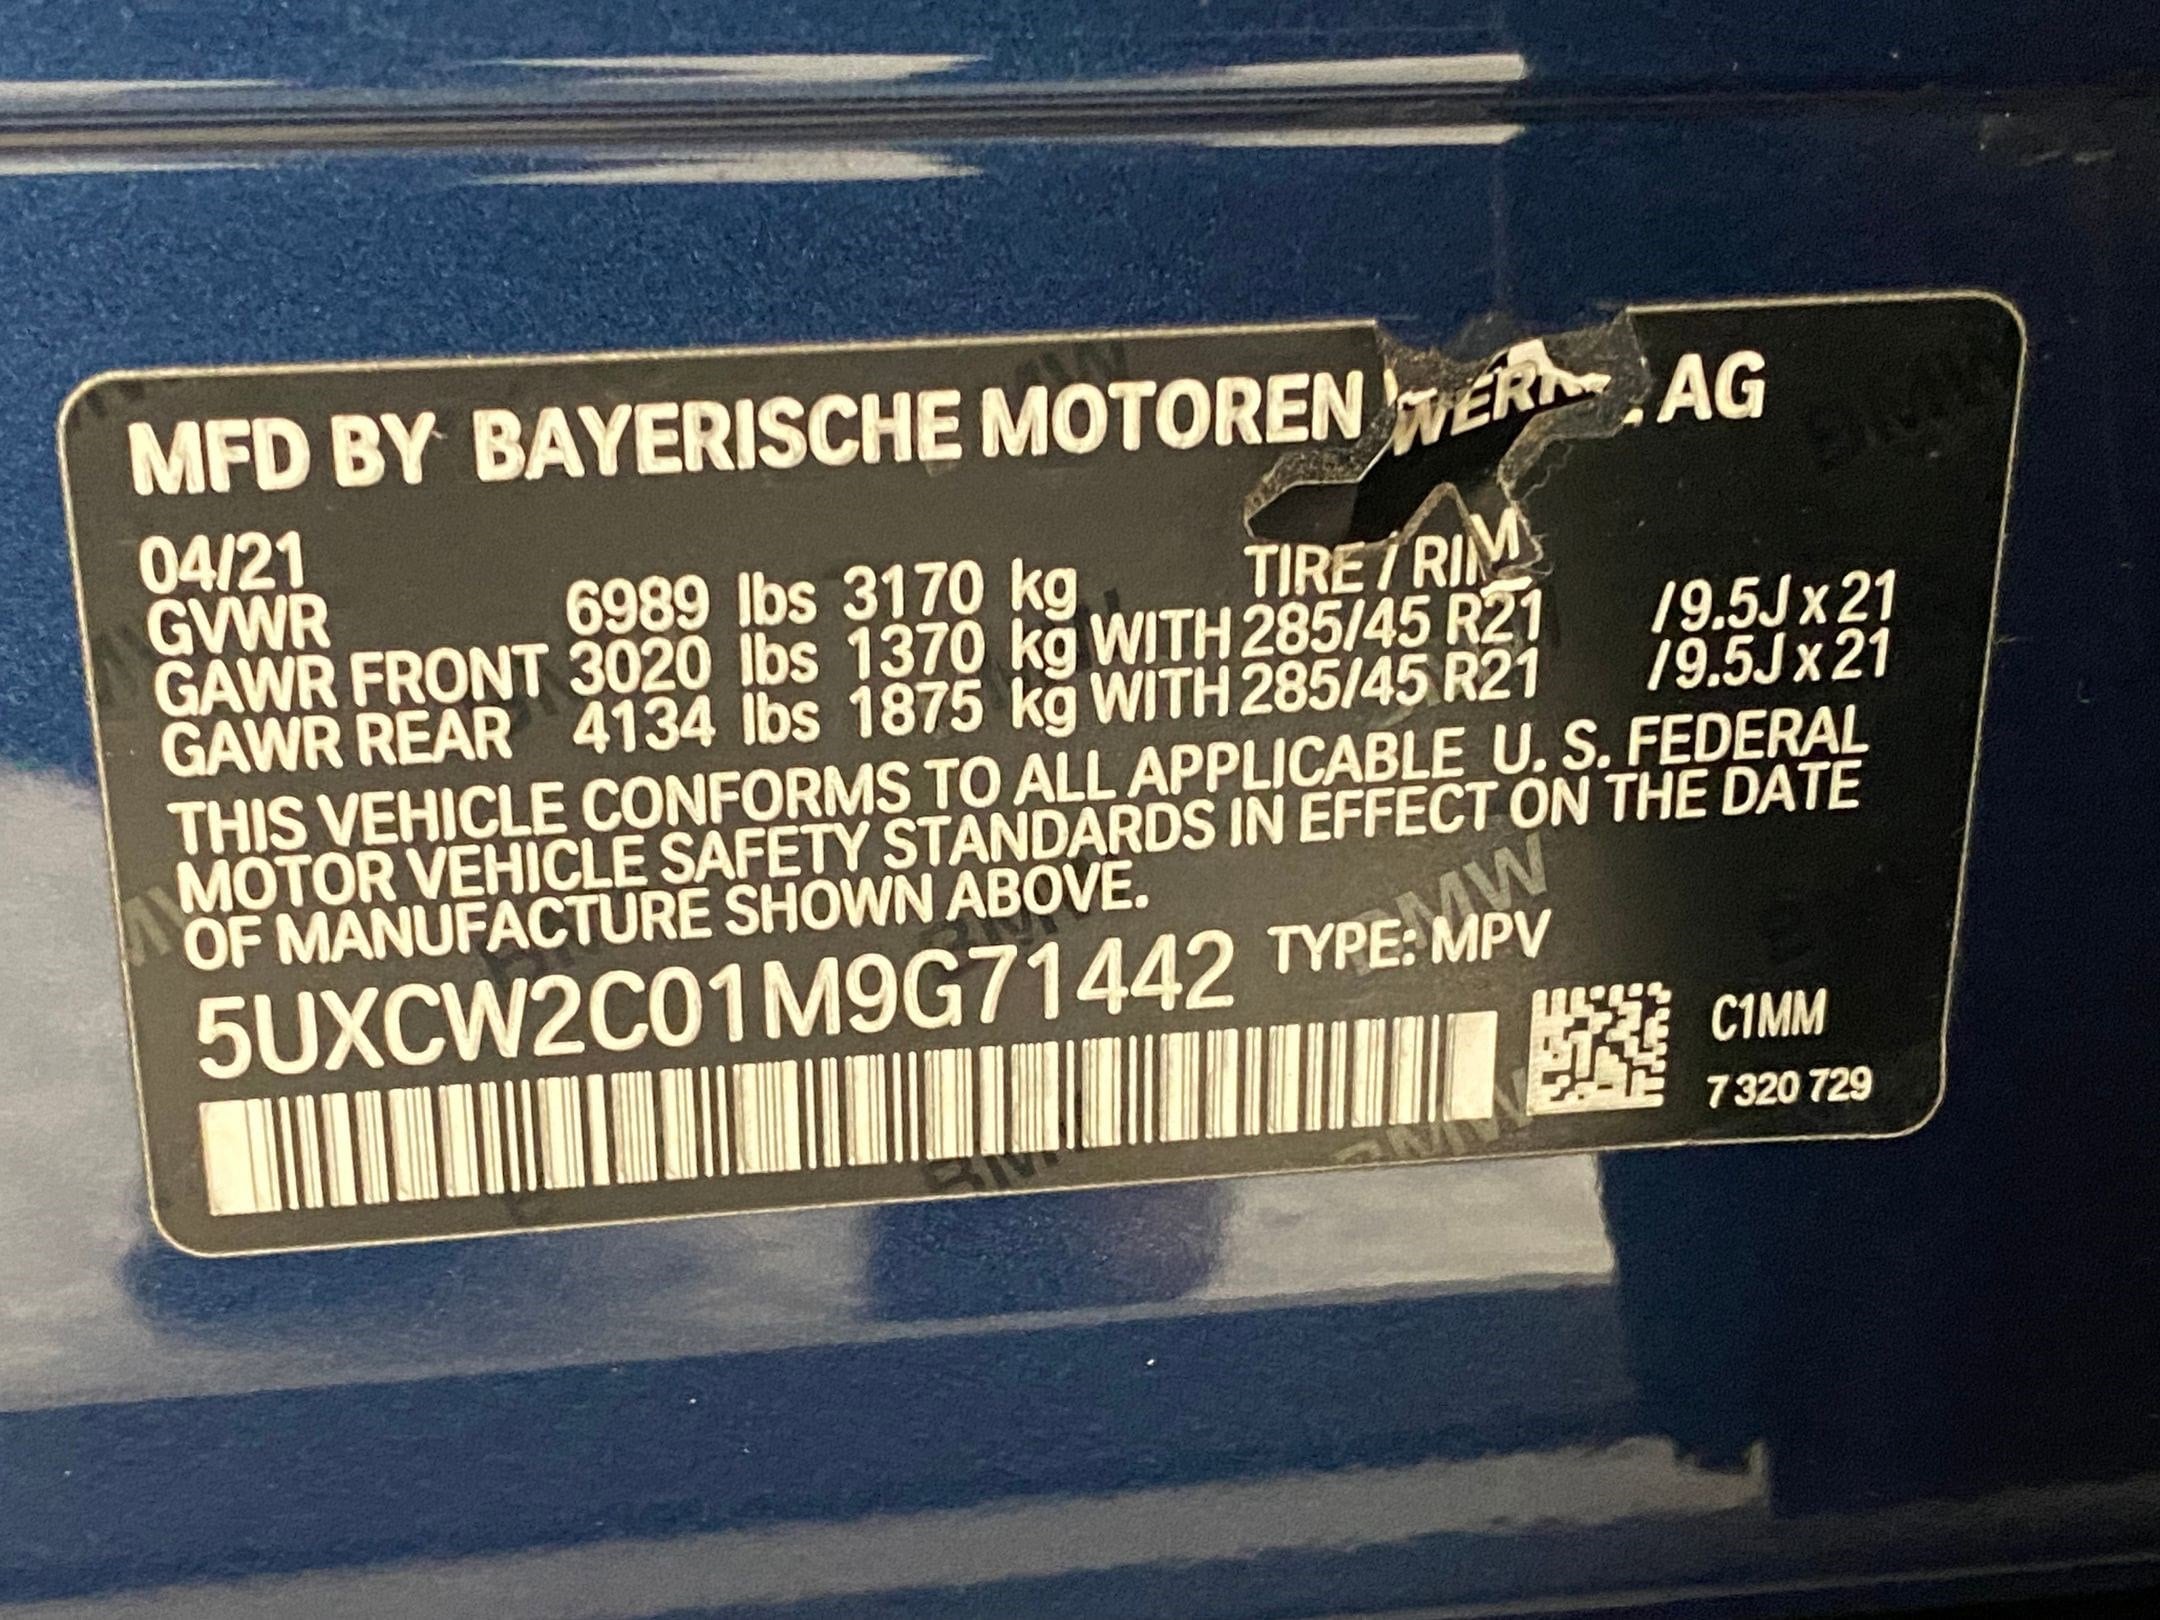 MFD BY BAYERISCHE MOTOREN AG
04/21 TIRE / RIM
GVWR 6989 lbs 3170 kg
GAWR FRONT 3020 lbs 1370 kg WITH 285/45 R21 /9.5J x 21
GAWR REAR 4134 lbs 1875 kg WITH 285/45 R21 /9.5J x 21
THIS VEHICLE CONFORMS TO ALL APPLICABLE U. S. FEDERAL
MOTOR VEHICLE SAFETY STANDARDS IN EFFECT ON THE DATE
OF MANUFACTURE SHOWN ABOVE.
5UXCW2C01M9G71442 TYPE: MPV
C1MM
7 320 729